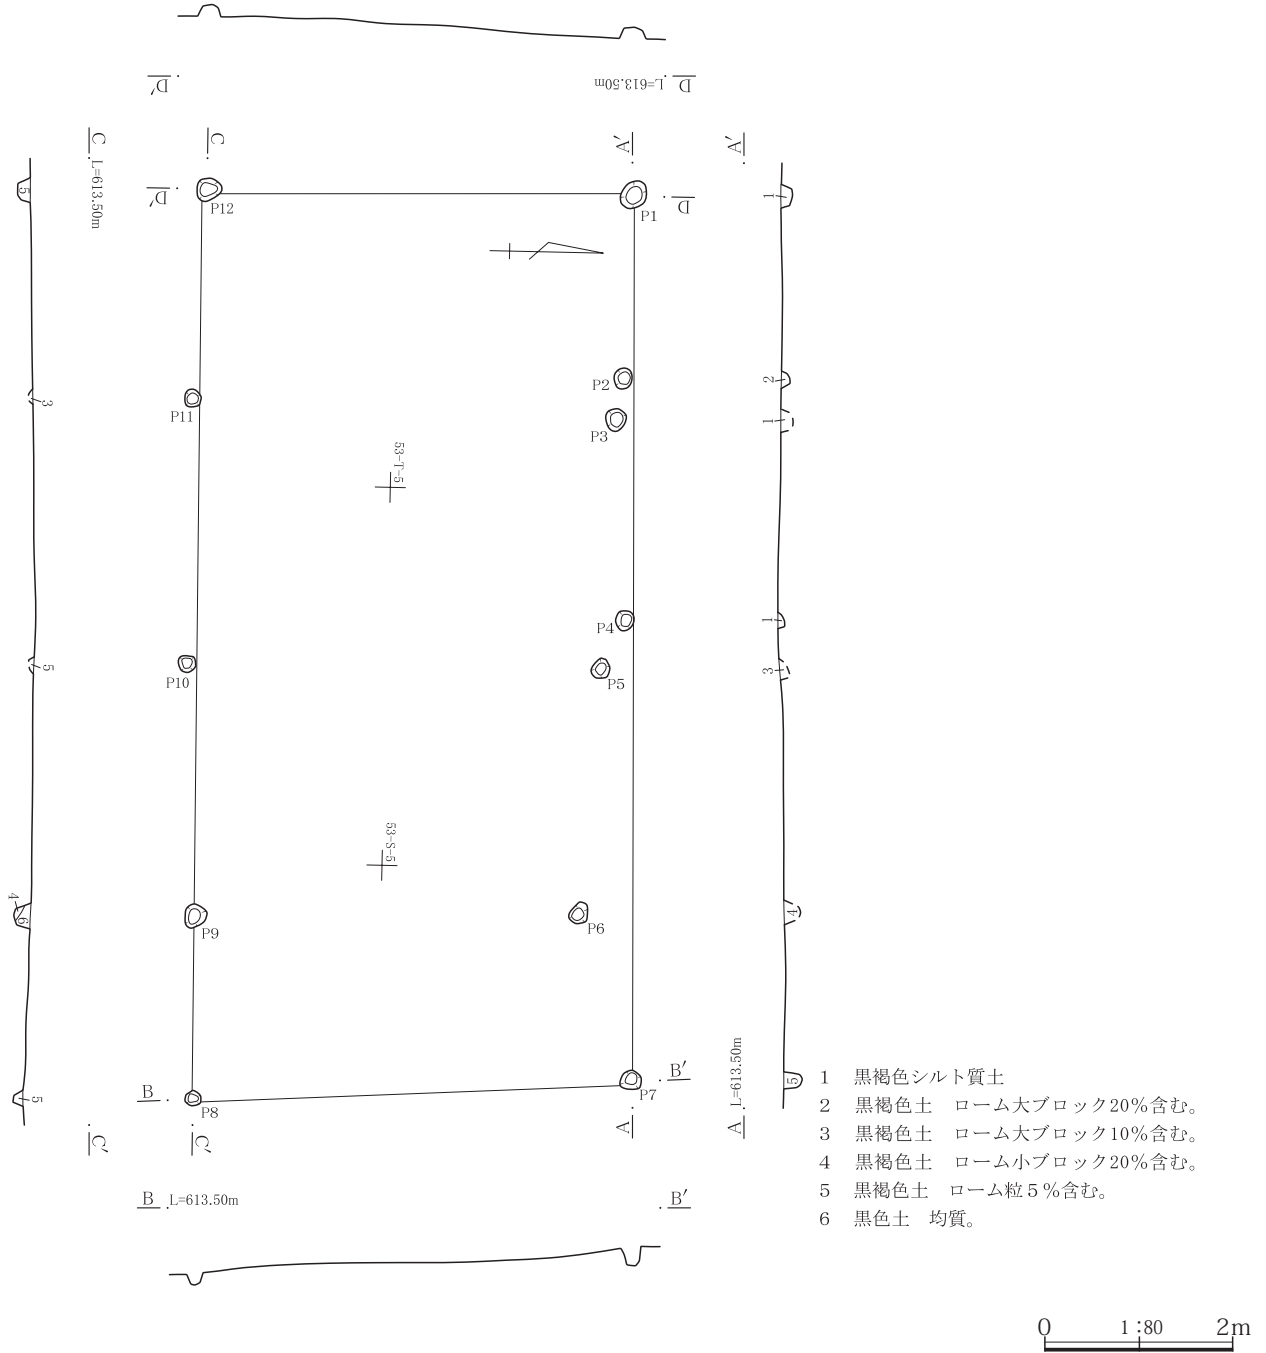 D′
L=613.50m
D
C
L=613.50m
C
A′
A′
D′
D
P12
P1
5
1
P2
2
P11
3
P3
1
53-T-5
P4
1
P10
5
P5
3
53-S-5
4
6
P9
P6
4
L=613.50m
B
B′
P8
P7
5
5
C′
C′
A
A
B
L=613.50m
B′
1 黒褐色シルト質土
2 黒褐色土 ローム大ブロック20%含む。
3 黒褐色土 ローム大ブロック10%含む。
4 黒褐色土 ローム小ブロック20%含む。
5 黒褐色土 ローム粒5%含む。
6 黒色土 均質。
0 1:80 2m